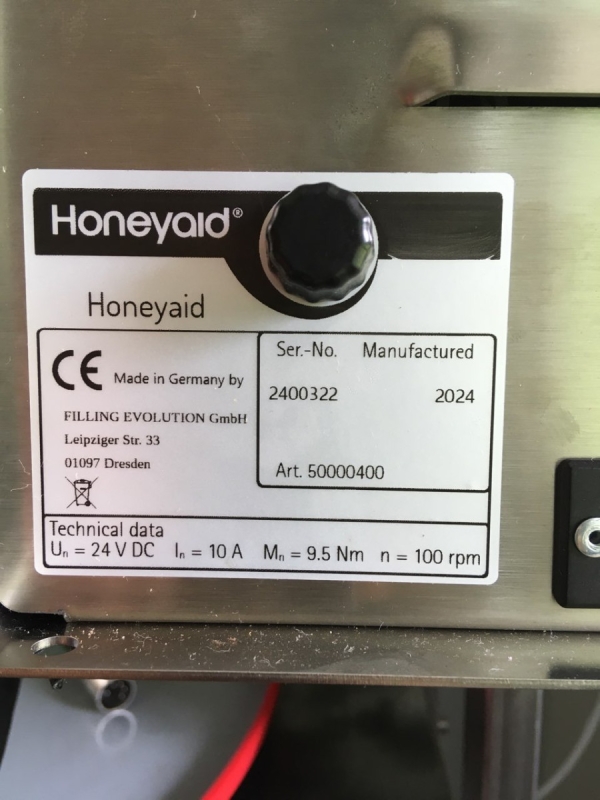 Honeyaid®
Honeyaid
CE Made in Germany by
FILLING EVOLUTION GmbH
Leipziger Str. 33
01097 Dresden
Ser.-No. Manufactured
2400322 2024
Art. 50000400
Technical data
Uₙ = 24 V DC Iₙ = 10 A Mₙ = 9.5 Nm n = 100 rpm